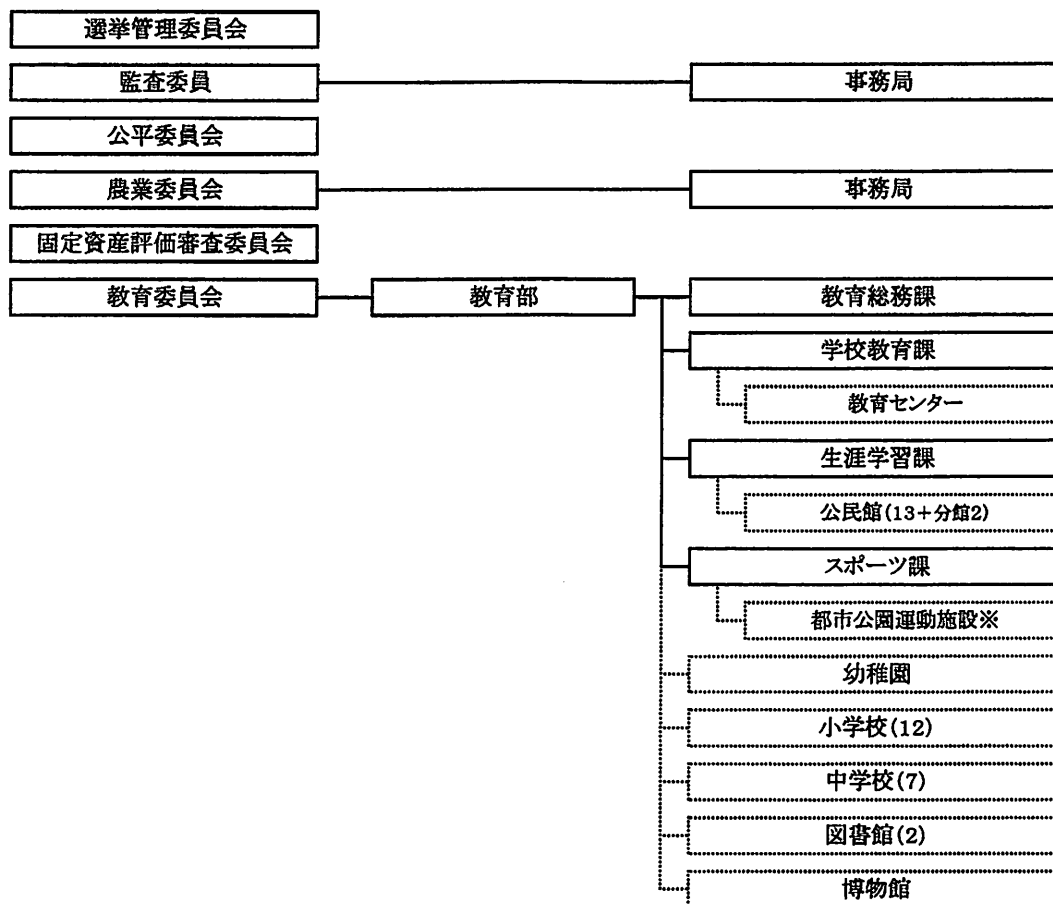 選挙管理委員会
監査委員
事務局
公平委員会
農業委員会
事務局
固定資産評価審査委員会
教育委員会
教育部
教育総務課
学校教育課
教育センター
生涯学習課
公民館(13+分館2)
スポーツ課
都市公園運動施設※
幼稚園
小学校(12)
中学校(7)
図書館(2)
博物館